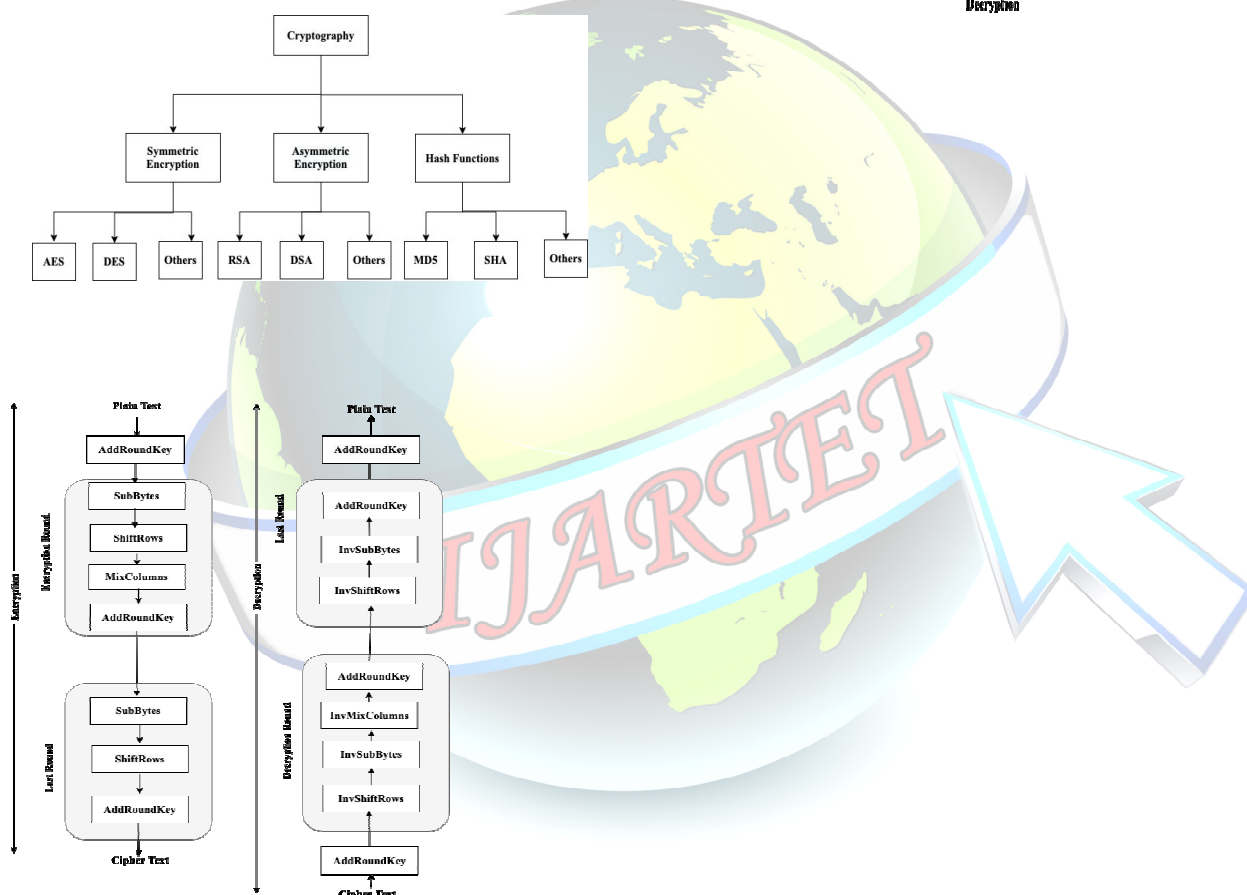 Decryption
Cryptography
Symmetric
Encryption
Asymmetric
Encryption
Hash Functions
AES
DES
Others
RSA
DSA
Others
MD5
SHA
Others
Plain Text
AddRoundKey
SubBytes
ShiftRows
MixColumns
AddRoundKey
Encryption Round
SubBytes
ShiftRows
AddRoundKey
Last Round
Cipher Text
Encryption
Plain Text
AddRoundKey
AddRoundKey
InvSubBytes
InvShiftRows
Last Round
AddRoundKey
InvMixColumns
InvSubBytes
InvShiftRows
Decryption Round
AddRoundKey
Cipher Text
Decryption
IJARTET